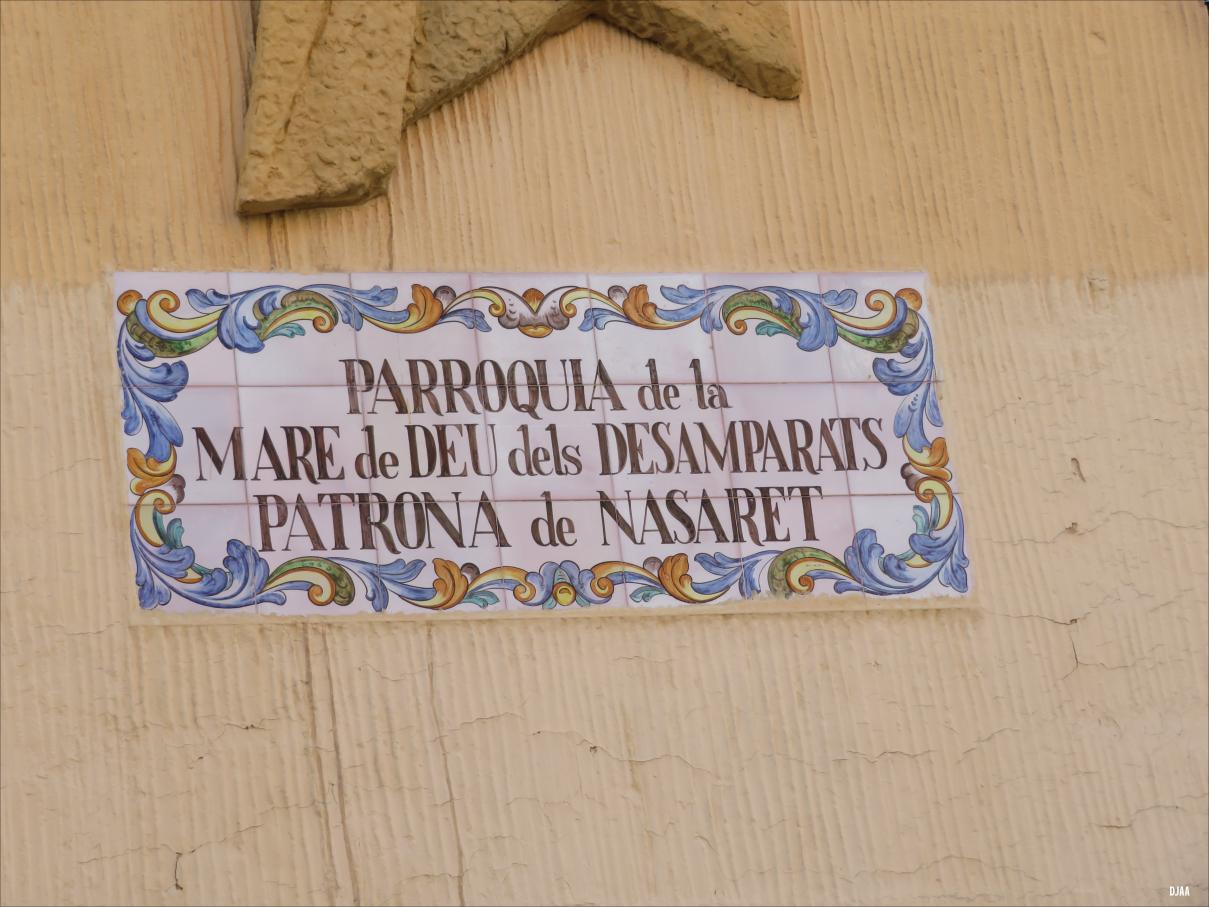 PARROQUIA de la
MARE de DEU dels DESAMPARATS
PATRONA de NASARET
DJAA